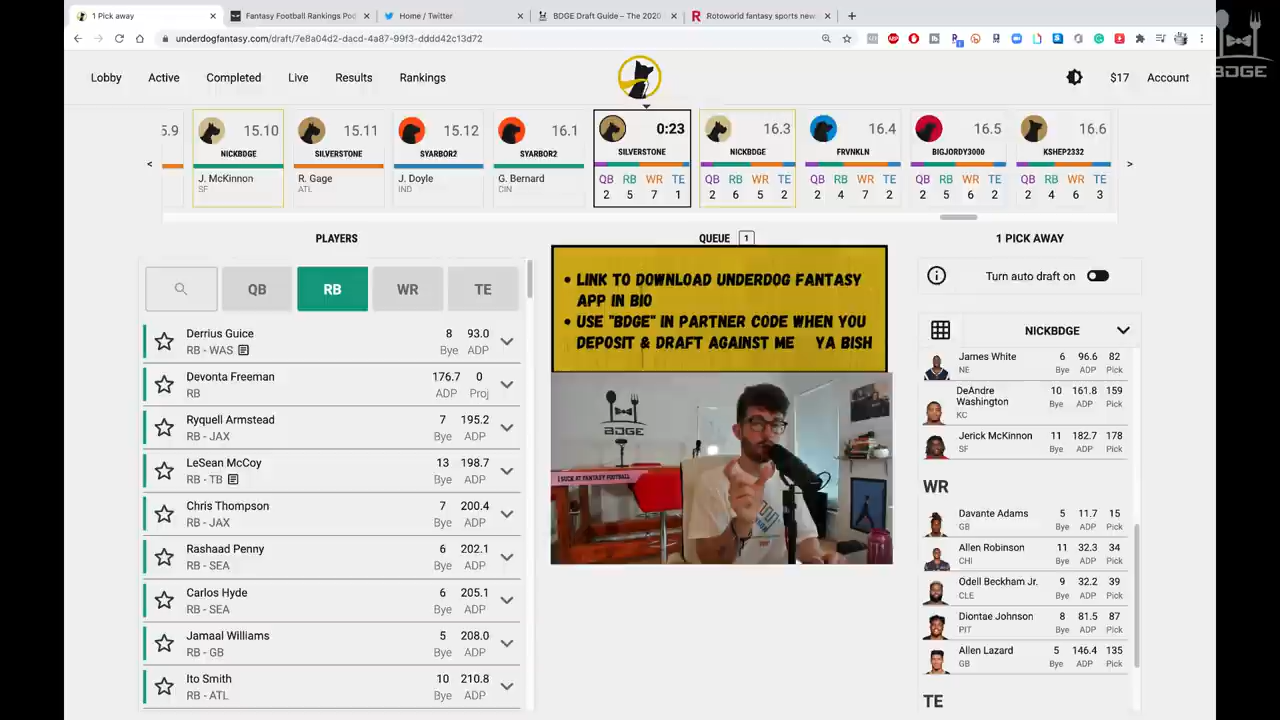 1 Pick away
Fantasy Football Rankings Pod
Home / Twitter
BDGE Draft Guide – The 2020
Rotoworld fantasy sports new
underdogfantasy.com/draft/7e8a04d2-dacd-4a87-99f3-dddd42c13d72
BDGE
Lobby
Active
Completed
Live
Results
Rankings
$17
Account
5.9
15.10
NICKBDGE
J. McKinnon
SF
15.11
SILVERSTONE
R. Gage
ATL
15.12
SYARBOR2
J. Doyle
IND
16.1
SYARBOR2
G. Bernard
CIN
0:23
SILVERSTONE
QB RB WR TE
2 5 7 1
16.3
NICKBDGE
QB RB WR TE
2 6 5 2
16.4
FRVNKLN
QB RB WR TE
2 4 7 2
16.5
BIGJORDY3000
QB RB WR TE
2 5 6 2
16.6
KSHEP2332
QB RB WR TE
2 4 6 3
PLAYERS
QB
RB
WR
TE
Derrius Guice 8 93.0
RB - WAS Bye ADP
Devonta Freeman 176.7 0
RB ADP Proj
Ryquell Armstead 7 195.2
RB - JAX Bye ADP
LeSean McCoy 13 198.7
RB - TB Bye ADP
Chris Thompson 7 200.4
RB - JAX Bye ADP
Rashaad Penny 6 202.1
RB - SEA Bye ADP
Carlos Hyde 6 205.1
RB - SEA Bye ADP
Jamaal Williams 5 208.0
RB - GB Bye ADP
Ito Smith 10 210.8
RB - ATL Bye ADP
QUEUE 1
• LINK TO DOWNLOAD UNDERDOG FANTASY
APP IN BIO
• USE "BDGE" IN PARTNER CODE WHEN YOU
DEPOSIT & DRAFT AGAINST ME YA BISH
BDGE
I SUCK AT FANTASY FOOTBALL
1 PICK AWAY
Turn auto draft on
NICKBDGE
James White 6 96.6 82
NE Bye ADP Pick
DeAndre Washington 10 161.8 159
KC Bye ADP Pick
Jerick McKinnon 11 182.7 178
SF Bye ADP Pick
WR
Davante Adams 5 11.7 15
GB Bye ADP Pick
Allen Robinson 11 32.3 34
CHI Bye ADP Pick
Odell Beckham Jr. 9 32.2 39
CLE Bye ADP Pick
Diontae Johnson 8 81.5 87
PIT Bye ADP Pick
Allen Lazard 5 146.4 135
GB Bye ADP Pick
TE